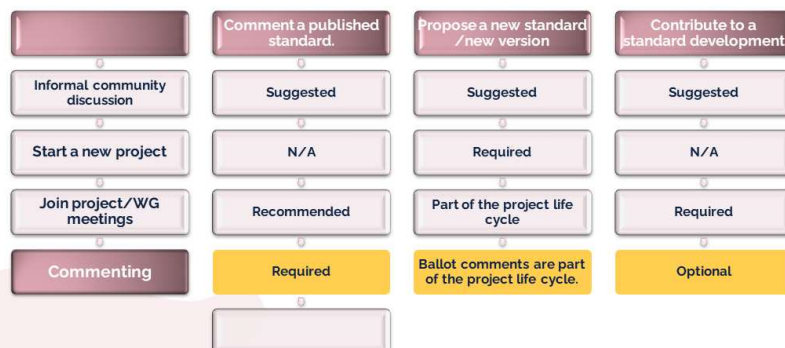 Comment a published
standard.
Propose a new standard
/new version
Contribute to a
standard development
Informal community
discussion
Suggested
Suggested
Suggested
Start a new project
N/A
Required
N/A
Join project/WG
meetings
Recommended
Part of the project life
cycle
Required
Commenting
Required
Ballot comments are part
of the project life cycle.
Optional